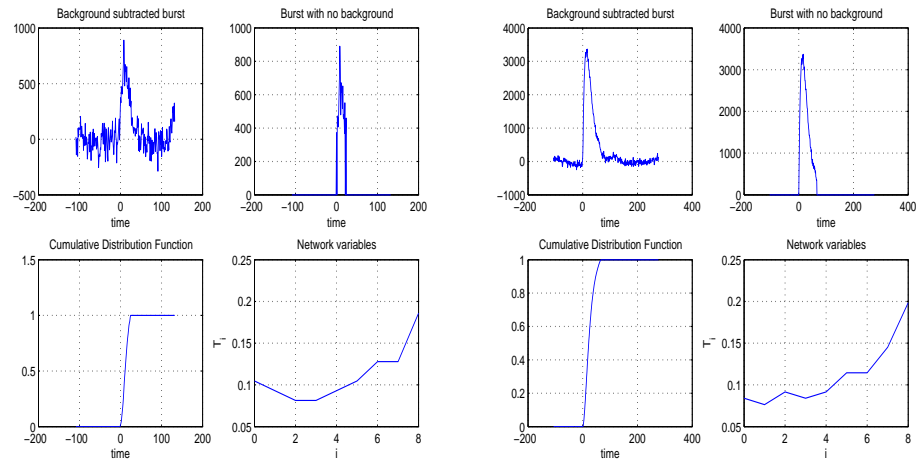 Background subtracted burst
1000
500
0
−500
−200 −100 0 100 200
time
Burst with no background
1000
800
600
400
200
0
−200 −100 0 100 200
time
Cumulative Distribution Function
1.5
1
0.5
0
−200 −100 0 100 200
time
Network variables
0.25
0.2
0.15
0.1
0.05
T_i
0 2 4 6 8
i
Background subtracted burst
4000
3000
2000
1000
0
−1000
−200 0 200 400
time
Burst with no background
4000
3000
2000
1000
0
−200 0 200 400
time
Cumulative Distribution Function
1
0.8
0.6
0.4
0.2
0
−200 0 200 400
time
Network variables
0.25
0.2
0.15
0.1
0.05
T_i
0 2 4 6 8
i